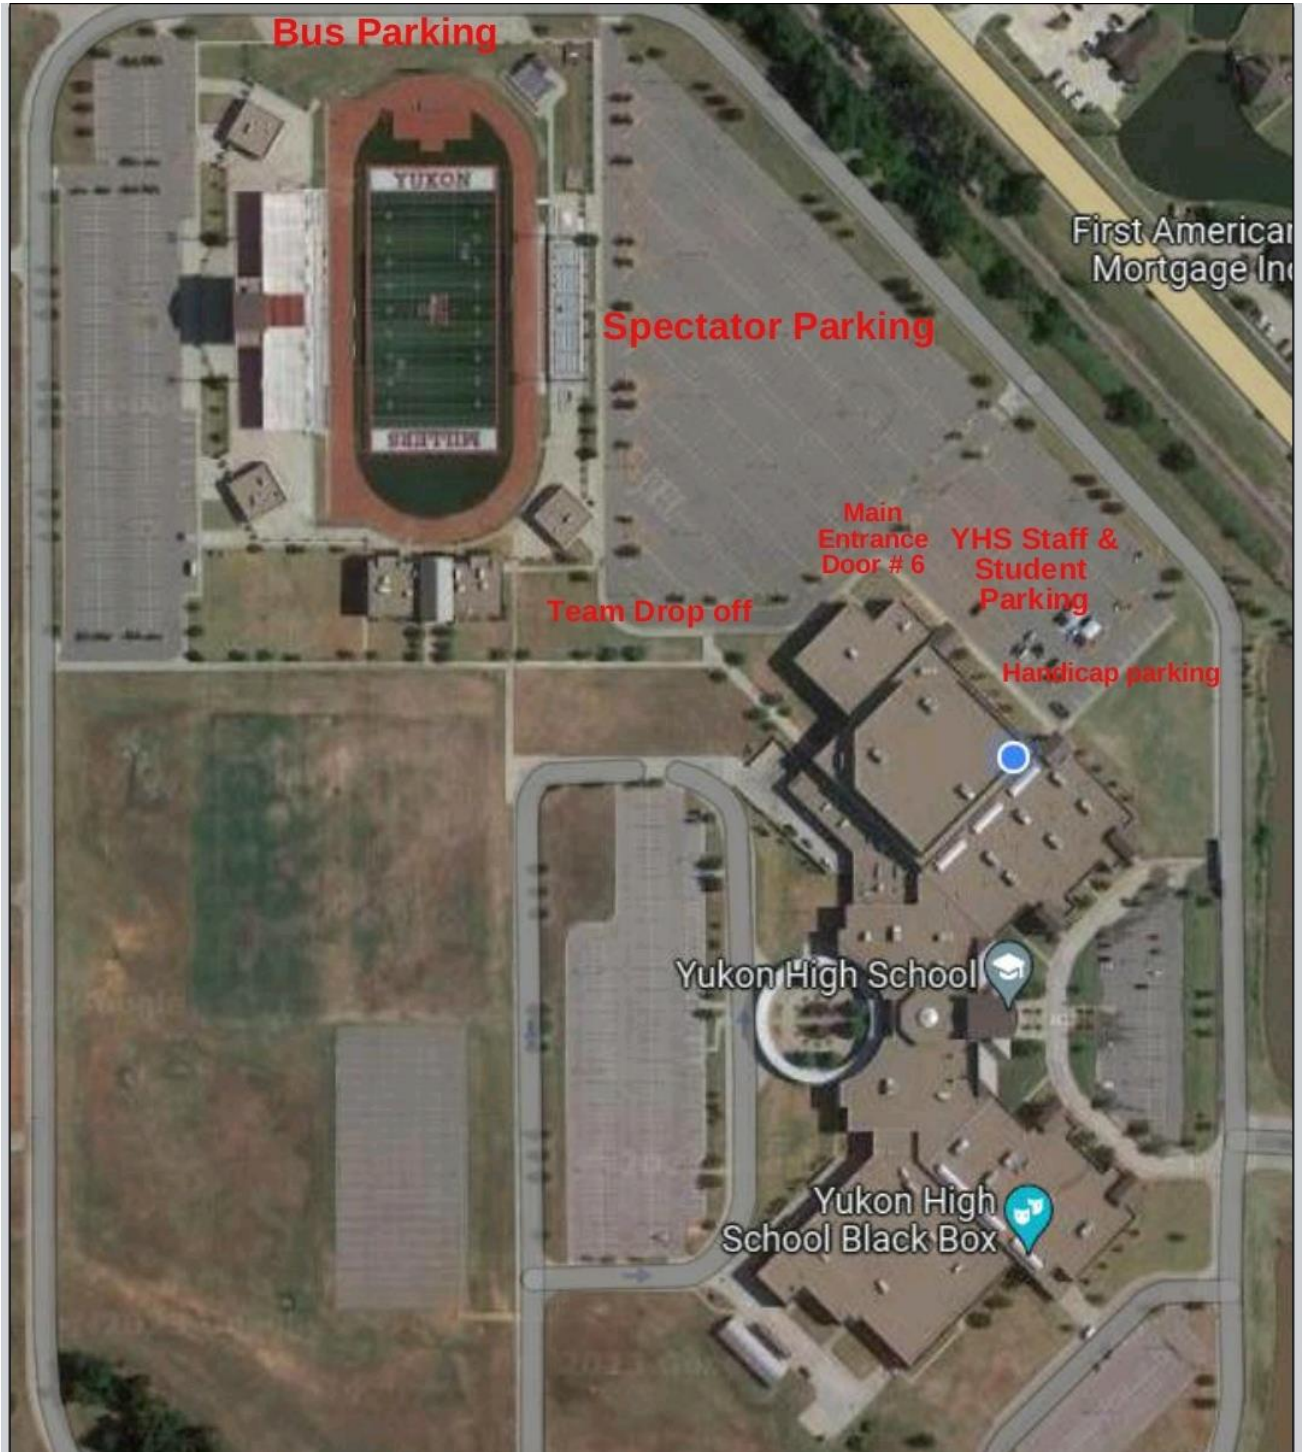 Bus Parking
YUKON
First American
Mortgage Inc
Spectator Parking
MILLERS
Main
Entrance
Door # 6
YHS Staff &
Student
Parking
Team Drop off
Handicap parking
Yukon High School
Yukon High
School Black Box